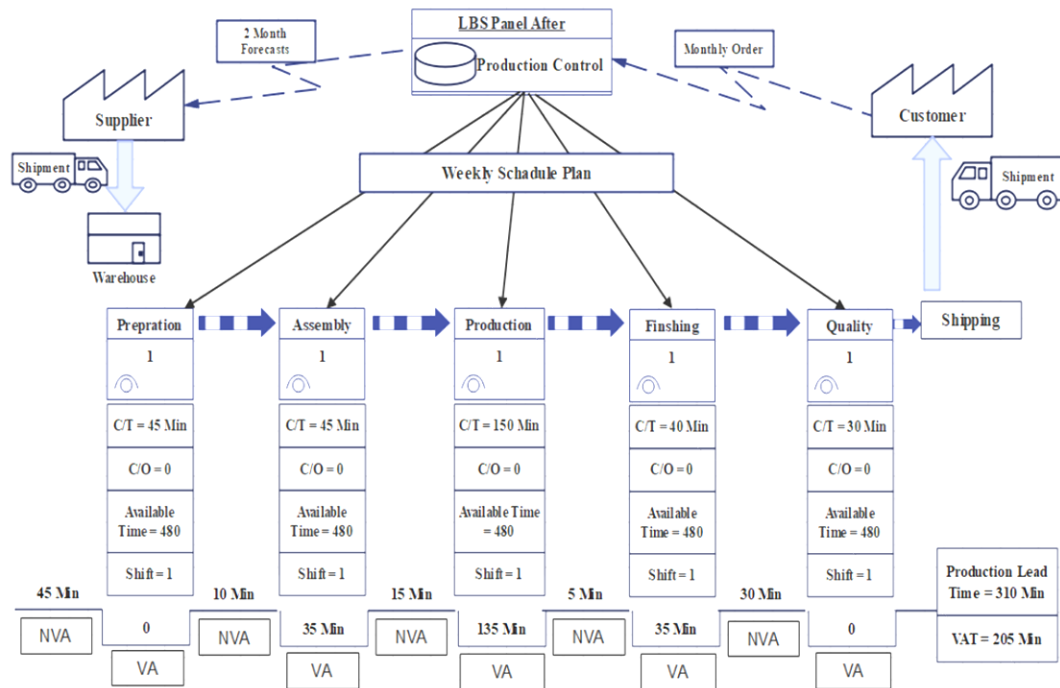 LBS Panel After
Production Control
2 Month
Forecasts
Monthly Order
Supplier
Customer
Shipment
Shipment
Weekly Schadule Plan
Warehouse
Prepration
Assembly
Production
Finshing
Quality
Shipping
1
1
1
1
1
C/T = 45 Min
C/T = 45 Min
C/T = 150 Min
C/T = 40 Min
C/T = 30 Min
C/O = 0
C/O = 0
C/O = 0
C/O = 0
C/O = 0
Available
Time = 480
Available
Time = 480
Available Time
= 480
Available
Time = 480
Available
Time = 480
Shift = 1
Shift = 1
Shift = 1
Shift = 1
Shift = 1
45 Min
10 Min
15 Min
5 Min
30 Min
Production Lead
Time = 310 Min
NVA
0
NVA
35 Min
NVA
135 Min
NVA
35 Min
NVA
0
VAT = 205 Min
VA
VA
VA
VA
VA